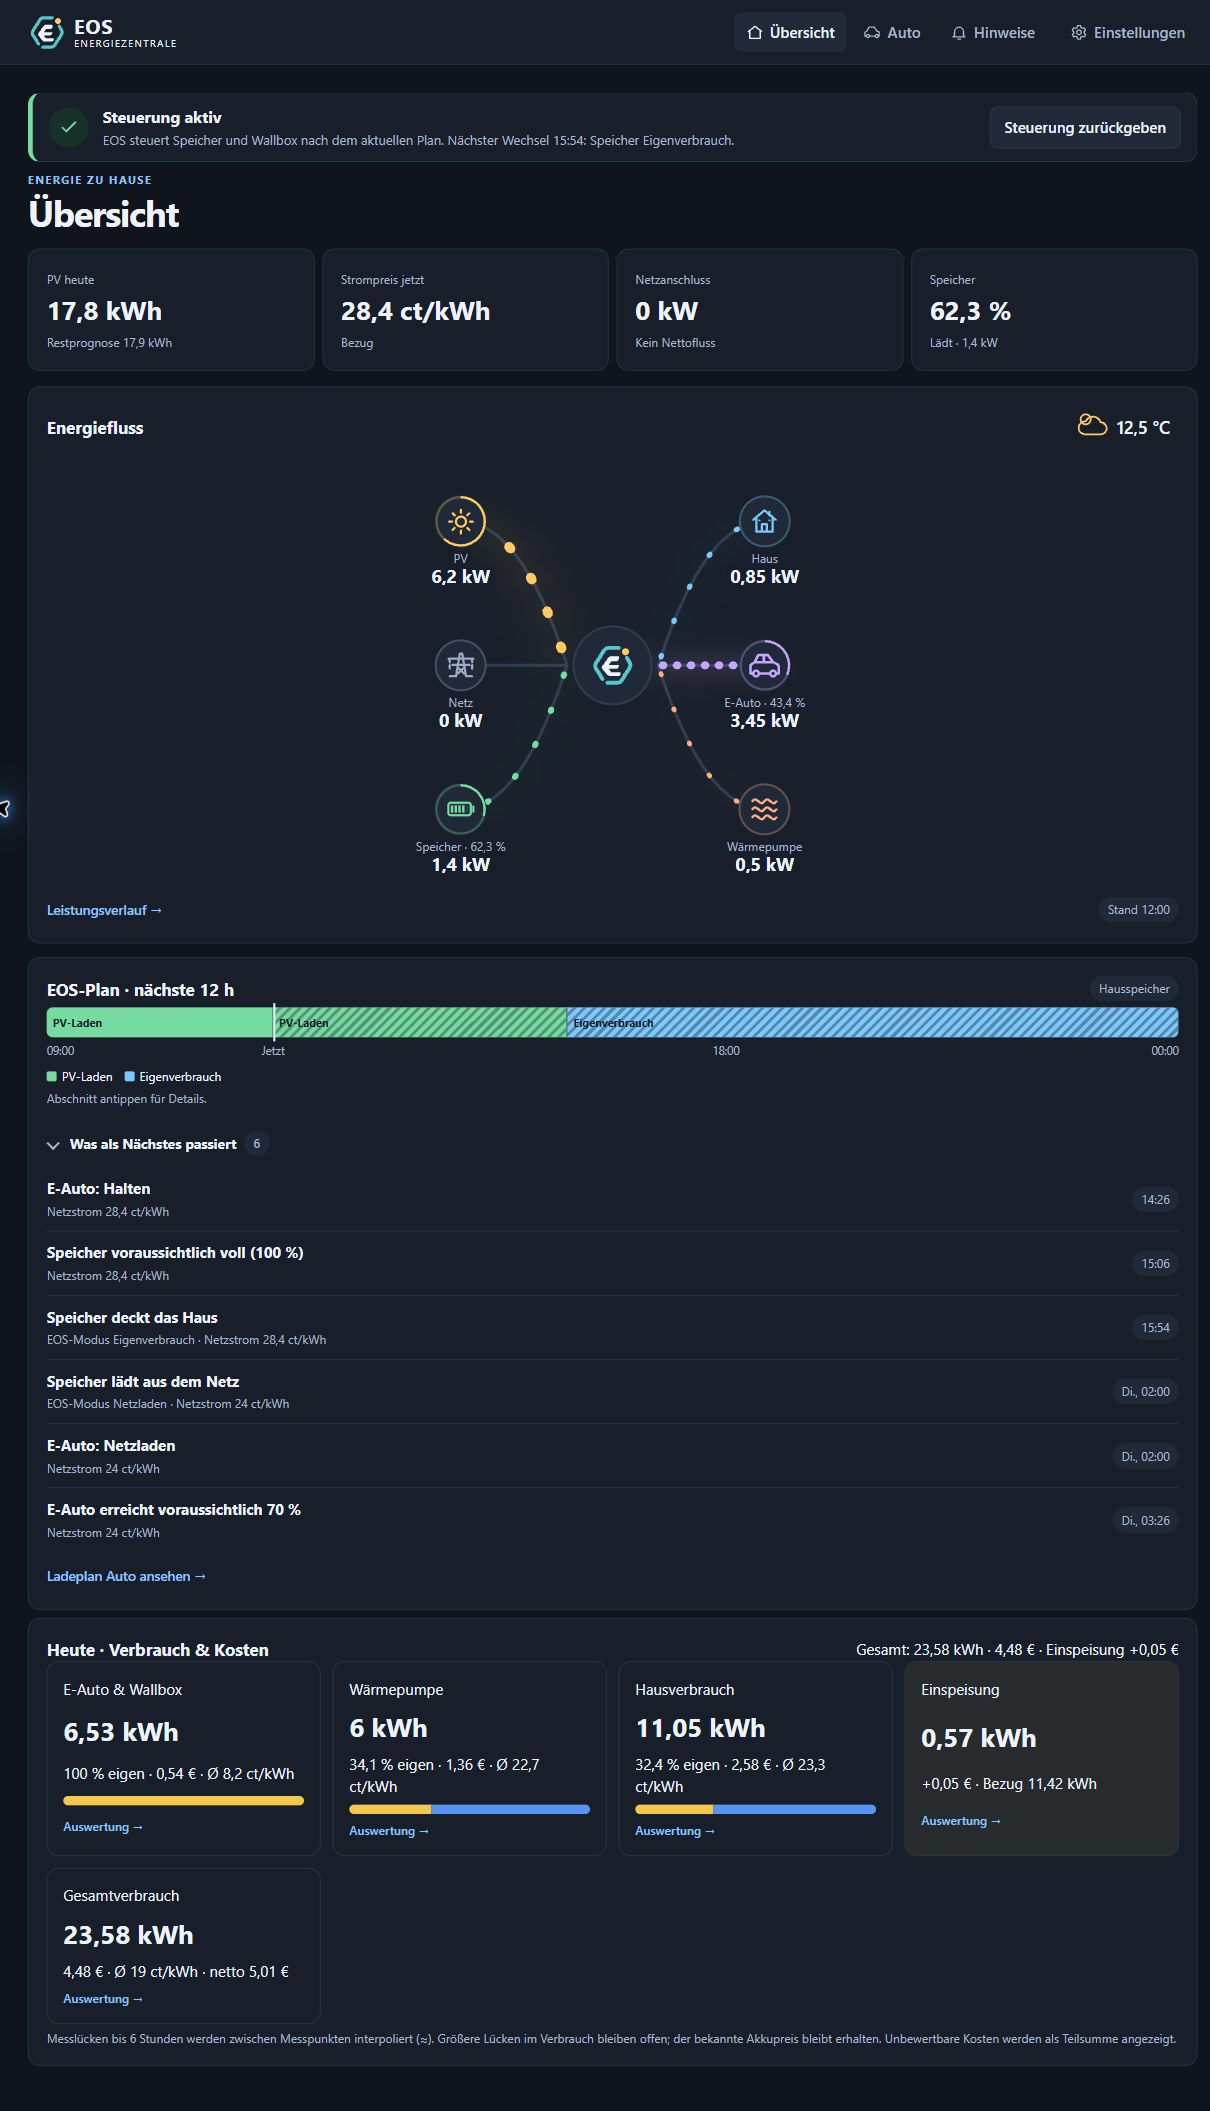 EOS
ENERGIEZENTRALE
Übersicht
Auto
Hinweise
Einstellungen
Steuerung aktiv
EOS steuert Speicher und Wallbox nach dem aktuellen Plan. Nächster Wechsel 15:54: Speicher Eigenverbrauch.
Steuerung zurückgeben
ENERGIE ZU HAUSE
Übersicht
PV heute
17,8 kWh
Restprognose 17,9 kWh
Strompreis jetzt
28,4 ct/kWh
Bezug
Netzanschluss
0 kW
Kein Nettofluss
Speicher
62,3 %
Lädt · 1,4 kW
Energiefluss
12,5 °C
PV
6,2 kW
Haus
0,85 kW
Netz
0 kW
E-Auto · 43,4 %
3,45 kW
Speicher · 62,3 %
1,4 kW
Wärmepumpe
0,5 kW
Leistungsverlauf →
Stand 12:00
EOS-Plan · nächste 12 h
Hausspeicher
PV-Laden
PV-Laden
Eigenverbrauch
09:00
Jetzt
18:00
00:00
PV-Laden
Eigenverbrauch
Abschnitt antippen für Details.
Was als Nächstes passiert 6
E-Auto: Halten
Netzstrom 28,4 ct/kWh
14:26
Speicher voraussichtlich voll (100 %)
Netzstrom 28,4 ct/kWh
15:06
Speicher deckt das Haus
EOS-Modus Eigenverbrauch · Netzstrom 28,4 ct/kWh
15:54
Speicher lädt aus dem Netz
EOS-Modus Netzladen · Netzstrom 24 ct/kWh
Di., 02:00
E-Auto: Netzladen
Netzstrom 24 ct/kWh
Di., 02:00
E-Auto erreicht voraussichtlich 70 %
Netzstrom 24 ct/kWh
Di., 03:26
Ladeplan Auto ansehen →
Heute · Verbrauch & Kosten
Gesamt: 23,58 kWh · 4,48 € · Einspeisung +0,05 €
E-Auto & Wallbox
6,53 kWh
100 % eigen · 0,54 € · Ø 8,2 ct/kWh
Auswertung →
Wärmepumpe
6 kWh
34,1 % eigen · 1,36 € · Ø 22,7
ct/kWh
Auswertung →
Hausverbrauch
11,05 kWh
32,4 % eigen · 2,58 € · Ø 23,3
ct/kWh
Auswertung →
Einspeisung
0,57 kWh
+0,05 € · Bezug 11,42 kWh
Auswertung →
Gesamtverbrauch
23,58 kWh
4,48 € · Ø 19 ct/kWh · netto 5,01 €
Auswertung →
Messlücken bis 6 Stunden werden zwischen Messpunkten interpoliert (≈). Größere Lücken im Verbrauch bleiben offen; der bekannte Akkupreis bleibt erhalten. Unbewertbare Kosten werden als Teilsumme angezeigt.